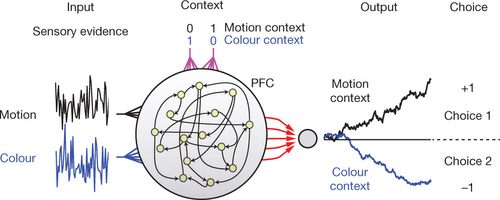 Input
Context
Output
Choice
Sensory evidence
0 1 Motion context
1 0 Colour context
PFC
Motion
Colour
Motion
context
Colour
context
+1
Choice 1
Choice 2
−1